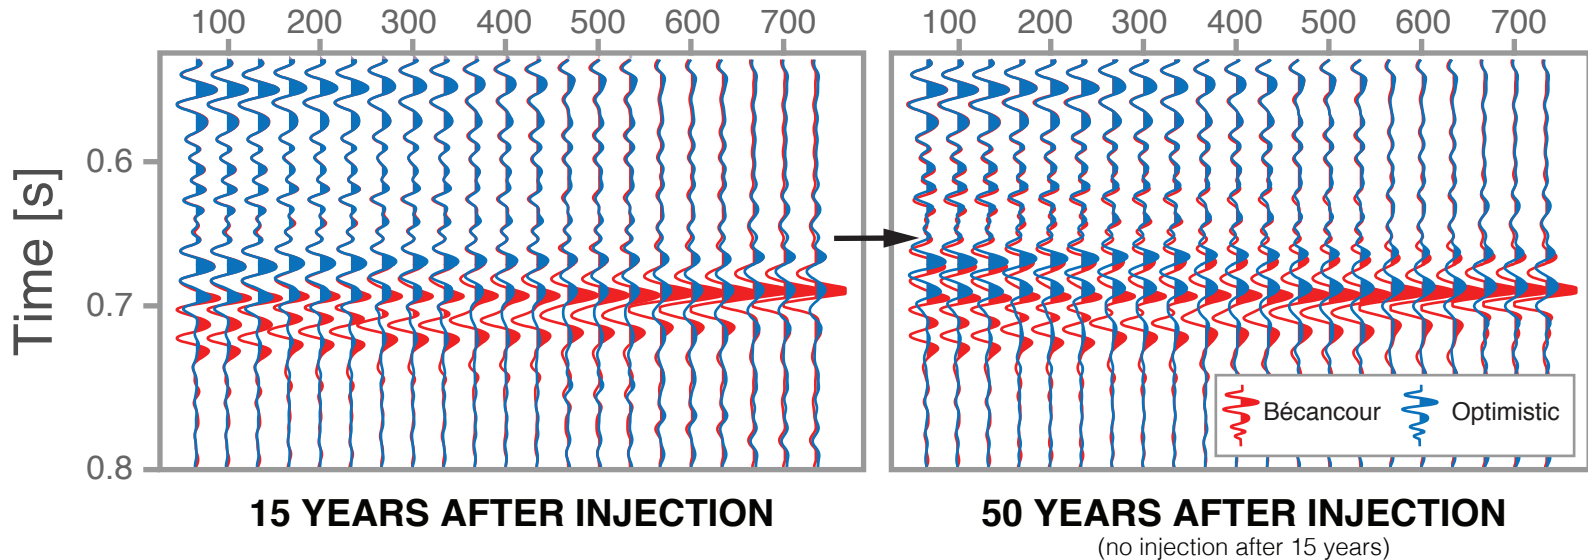 100 200 300 400 500 600 700
100 200 300 400 500 600 700
Time [s]
0.6
0.7
0.8
Bécancour
Optimistic
15 YEARS AFTER INJECTION
50 YEARS AFTER INJECTION
(no injection after 15 years)